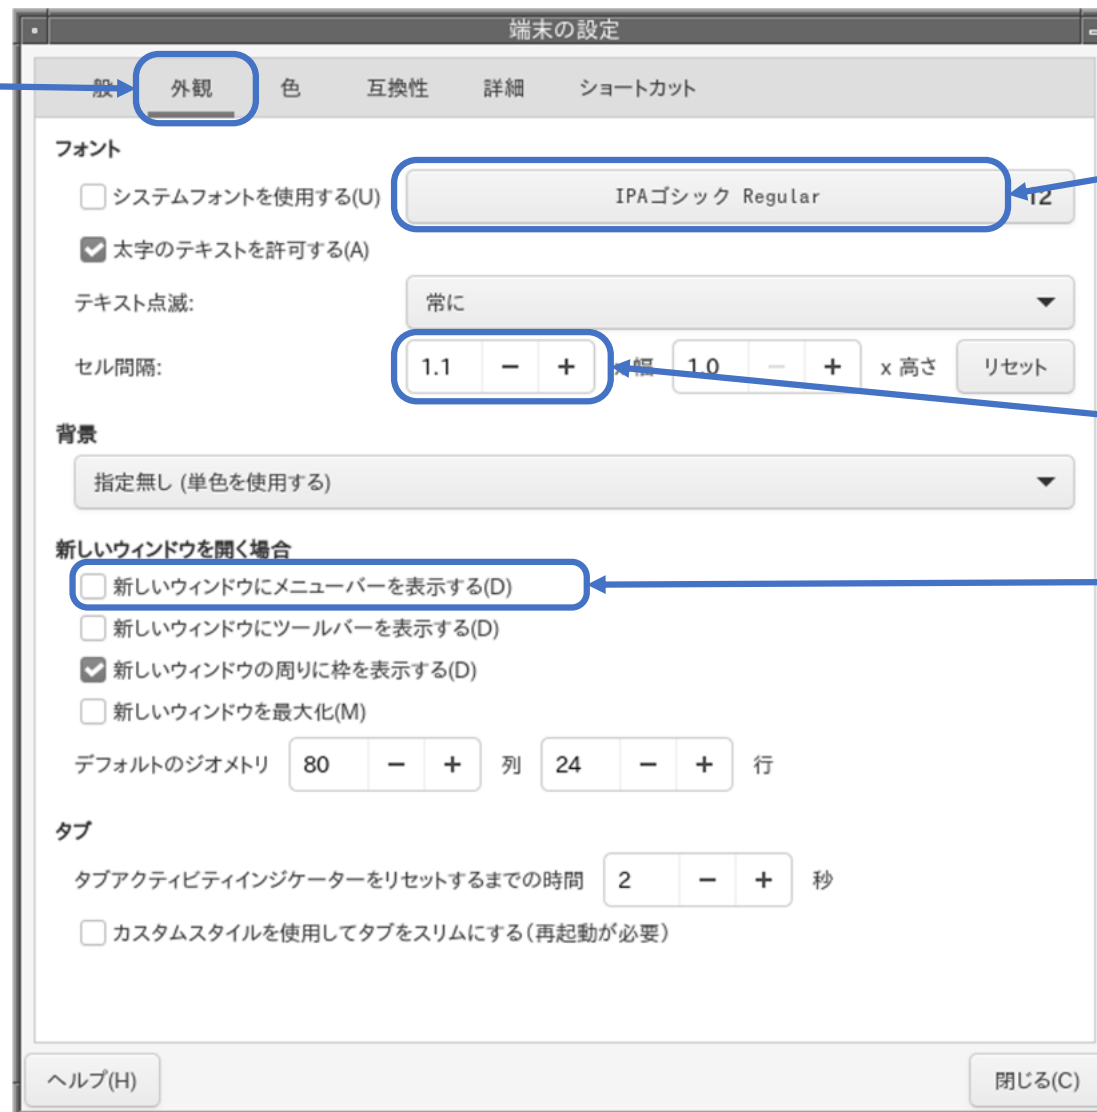 端末の設定
般 外観 色 互換性 詳細 ショートカット
フォント
システムフォントを使用する(U) IPAゴシック Regular 12
太字のテキストを許可する(A)
テキスト点滅: 常に
セル間隔: 1.1 − + x 幅 1.0 − + x 高さ リセット
背景
指定無し (単色を使用する)
新しいウィンドウを開く場合
新しいウィンドウにメニューバーを表示する(D)
新しいウィンドウにツールバーを表示する(D)
新しいウィンドウの周りに枠を表示する(D)
新しいウィンドウを最大化(M)
デフォルトのジオメトリ 80 − + 列 24 − + 行
タブ
タブアクティビティインジケーターをリセットするまでの時間 2 − + 秒
カスタムスタイルを使用してタブをスリムにする(再起動が必要)
ヘルプ(H) 閉じる(C)